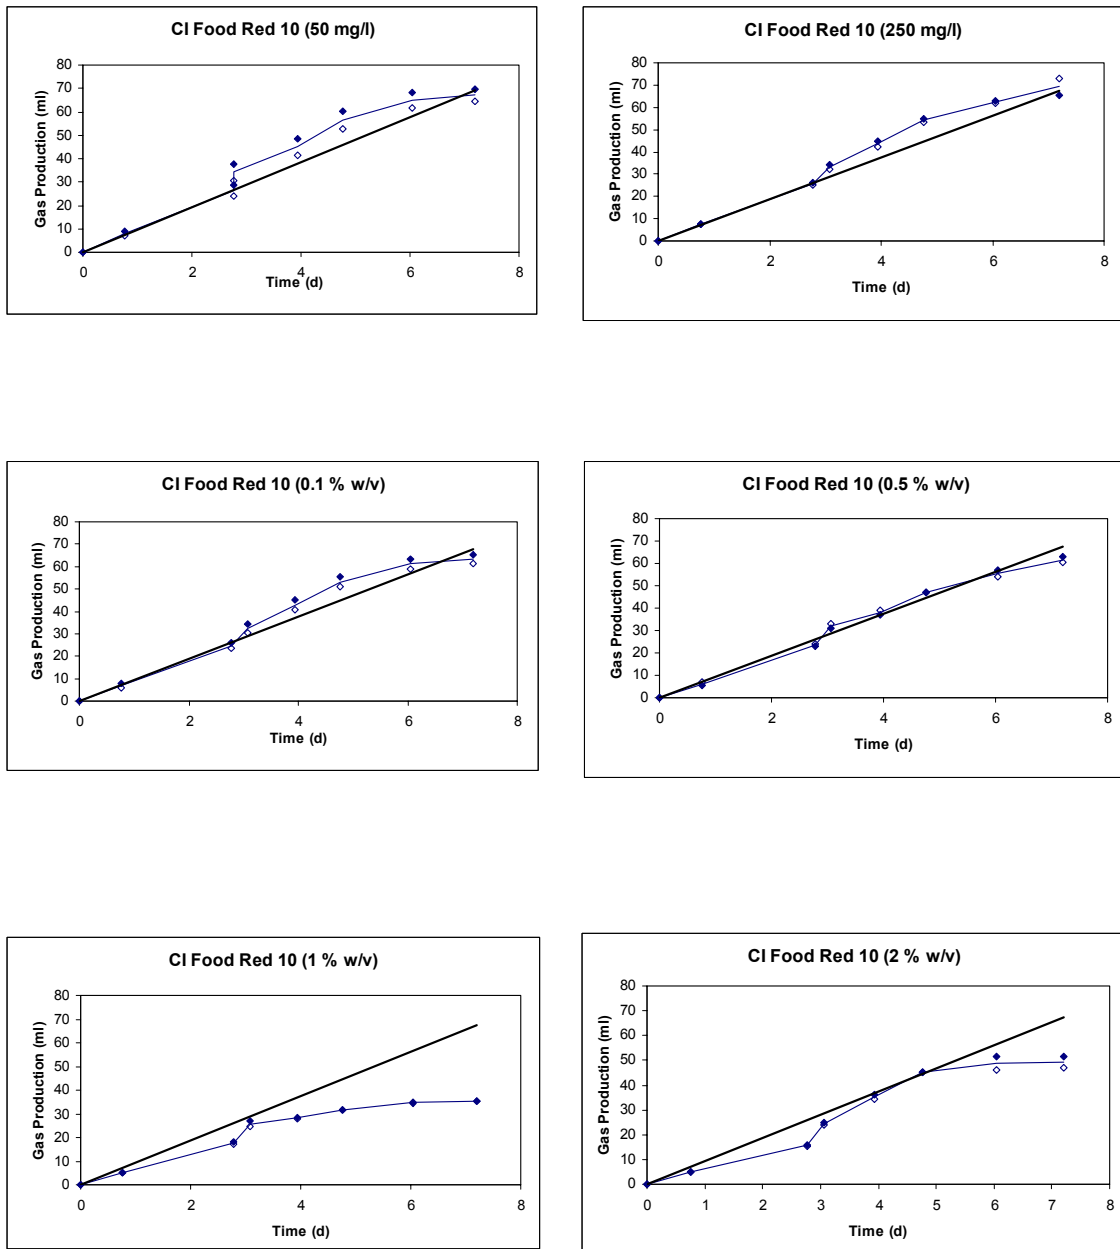 CI Food Red 10 (50 mg/l)
Gas Production (ml)
80
70
60
50
40
30
20
10
0
0 2 4 6 8
Time (d)
CI Food Red 10 (250 mg/l)
Gas Production (ml)
80
70
60
50
40
30
20
10
0
0 2 4 6 8
Time (d)
CI Food Red 10 (0.1 % w/v)
Gas Production (ml)
80
70
60
50
40
30
20
10
0
0 2 4 6 8
Time (d)
CI Food Red 10 (0.5 % w/v)
Gas Production (ml)
80
70
60
50
40
30
20
10
0
0 2 4 6 8
Time (d)
CI Food Red 10 (1 % w/v)
Gas Production (ml)
80
70
60
50
40
30
20
10
0
0 2 4 6 8
Time (d)
CI Food Red 10 (2 % w/v)
Gas Production (ml)
80
70
60
50
40
30
20
10
0
0 1 2 3 4 5 6 7 8
Time (d)